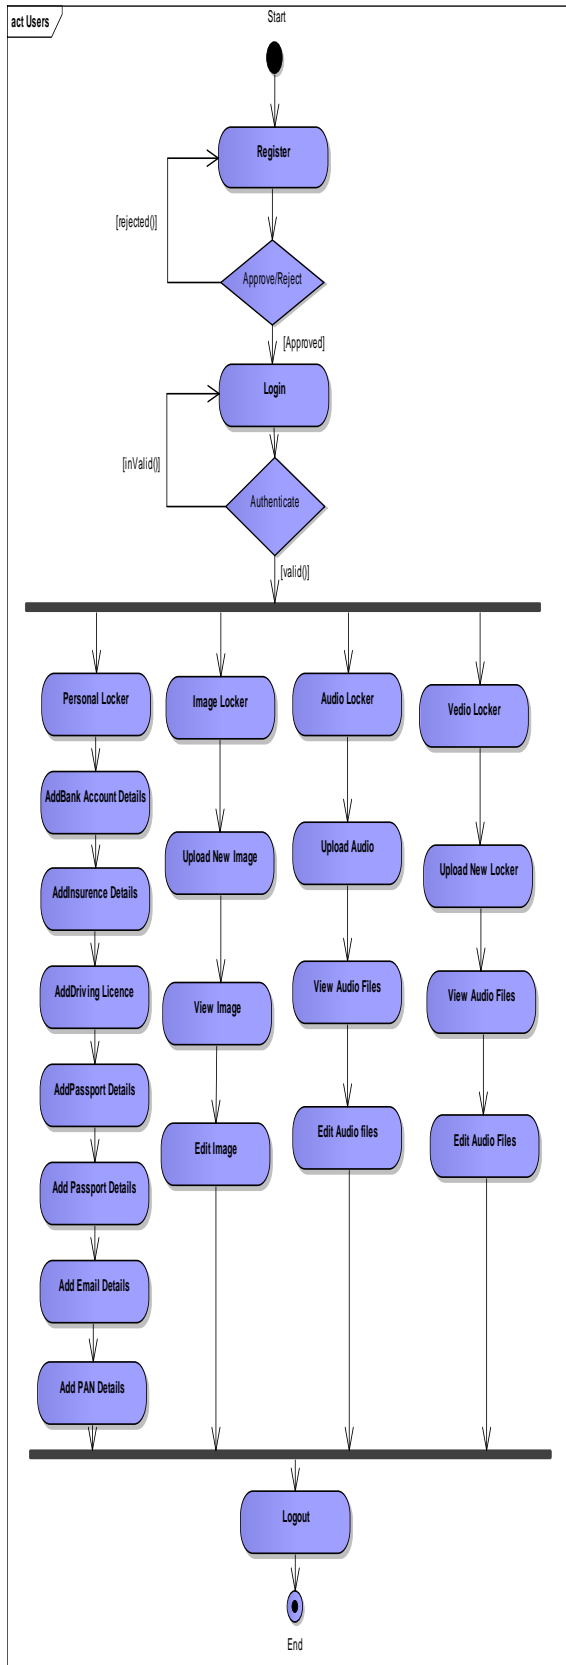 act Users
Start
Register
[rejected()]
Approve/Reject
[Approved]
Login
[inValid()]
Authenticate
[valid()]
Personal Locker
AddBank Account Details
AddInsurence Details
AddDriving Licence
AddPassport Details
Add Passport Details
Add Email Details
Add PAN Details
Image Locker
Upload New Image
View Image
Edit Image
Audio Locker
Upload Audio
View Audio Files
Edit Audio files
Vedio Locker
Upload New Locker
View Audio Files
Edit Audio Files
Logout
End